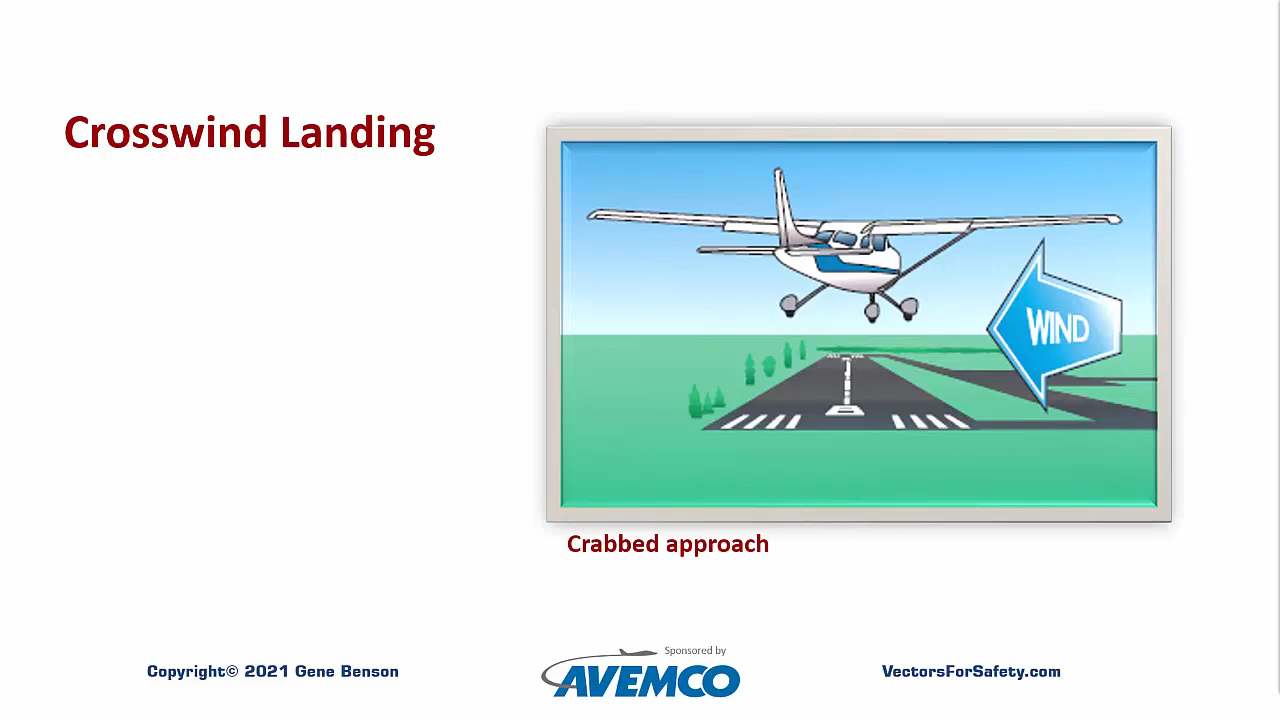 Crosswind Landing
WIND
Crabbed approach
Copyright© 2021 Gene Benson
Sponsored by
AVEMCO
VectorsForSafety.com